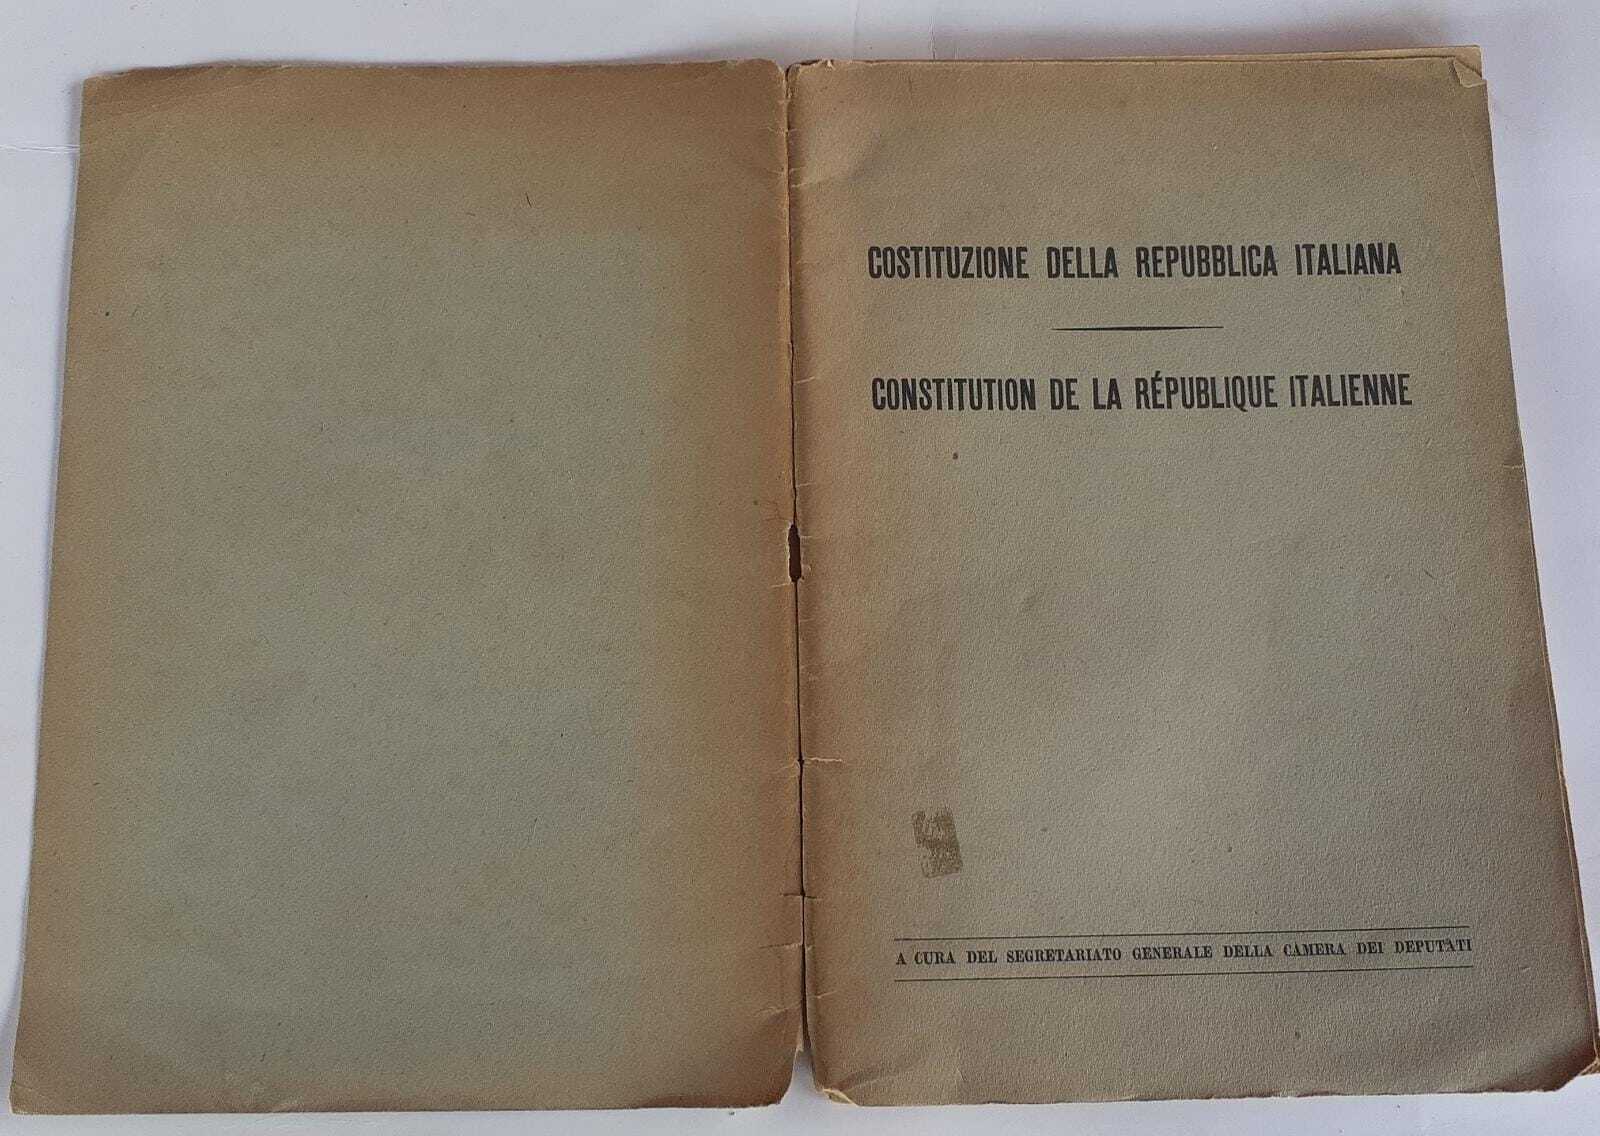 COSTITUZIONE DELLA REPUBBLICA ITALIANA
CONSTITUTION DE LA RÉPUBLIQUE ITALIENNE
A CURA DEL SEGRETARIATO GENERALE DELLA CAMERA DEI DEPUTATI